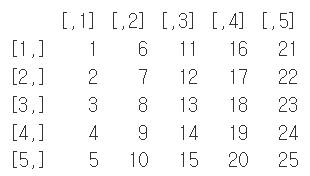 [,1] [,2] [,3] [,4] [,5]
[1,]    1    6   11   16   21
[2,]    2    7   12   17   22
[3,]    3    8   13   18   23
[4,]    4    9   14   19   24
[5,]    5   10   15   20   25